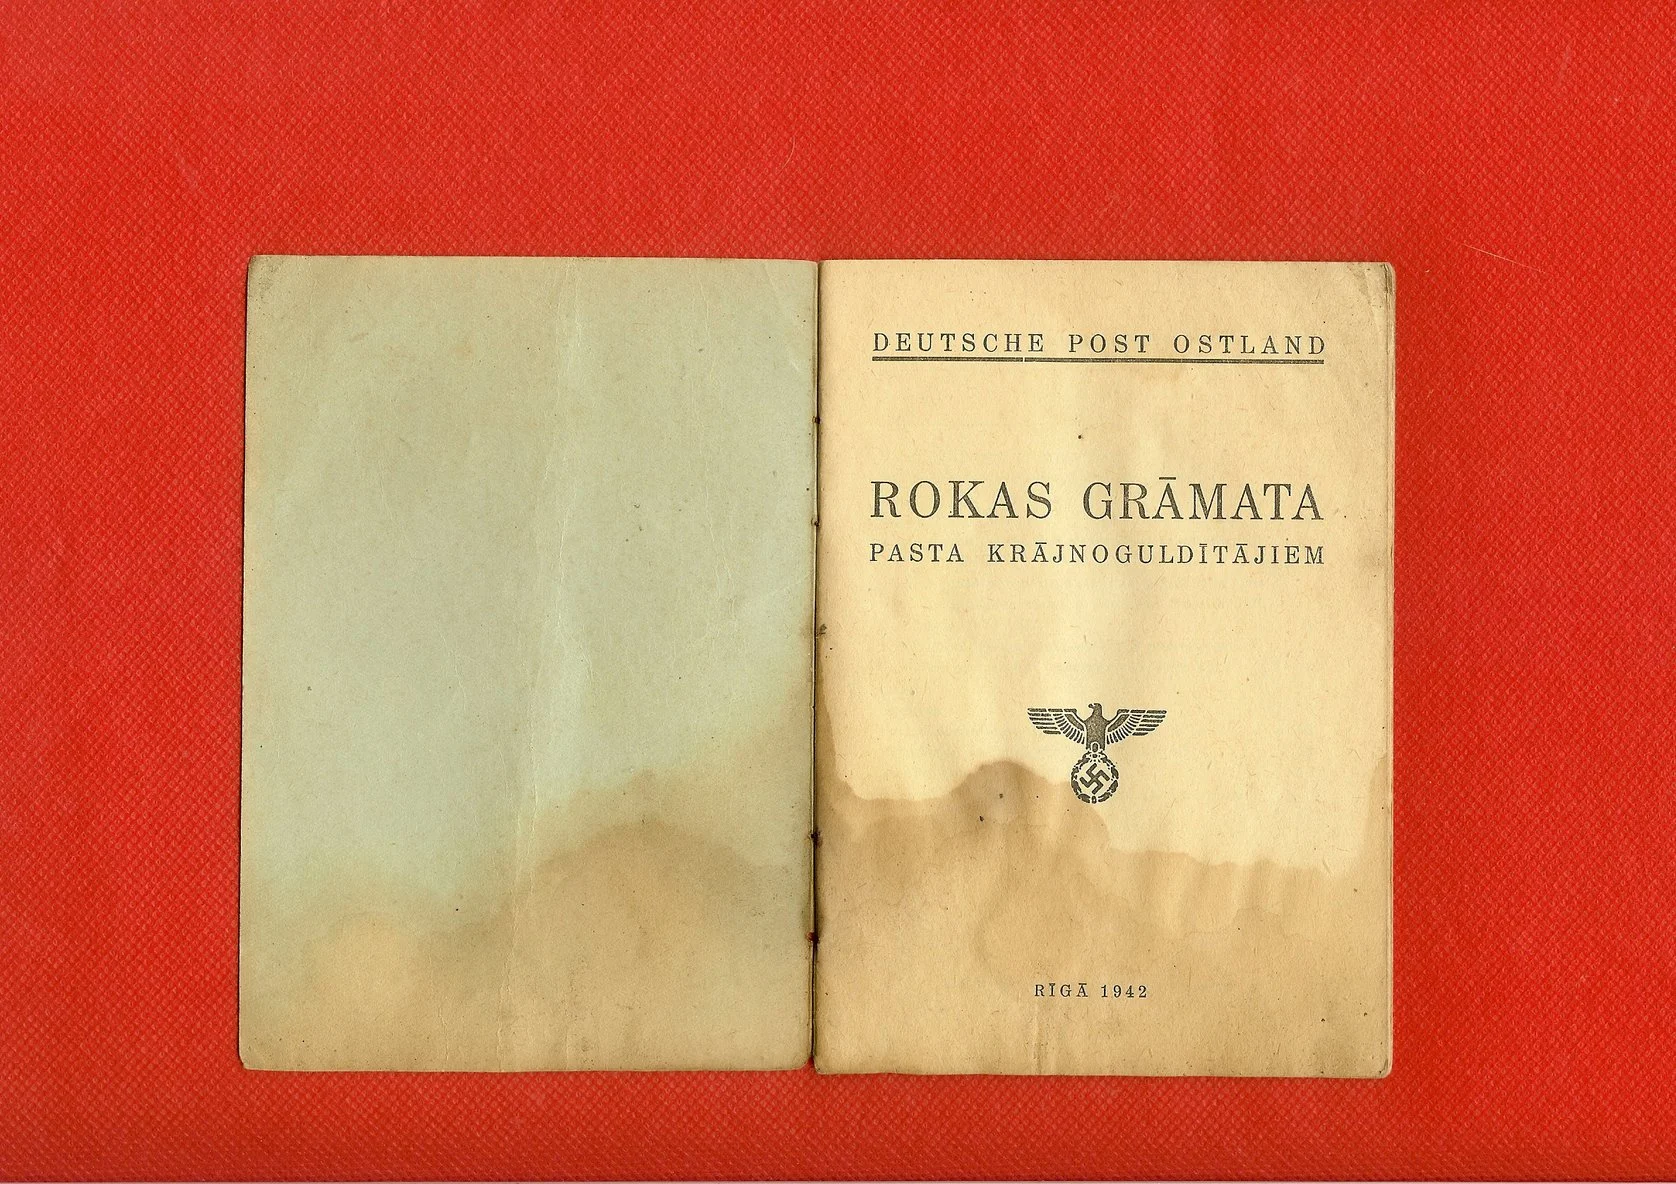 DEUTSCHE POST OSTLAND
ROKAS GRĀMATA
PASTA KRĀJNOGULDĪTĀJIEM
RĪGĀ 1942